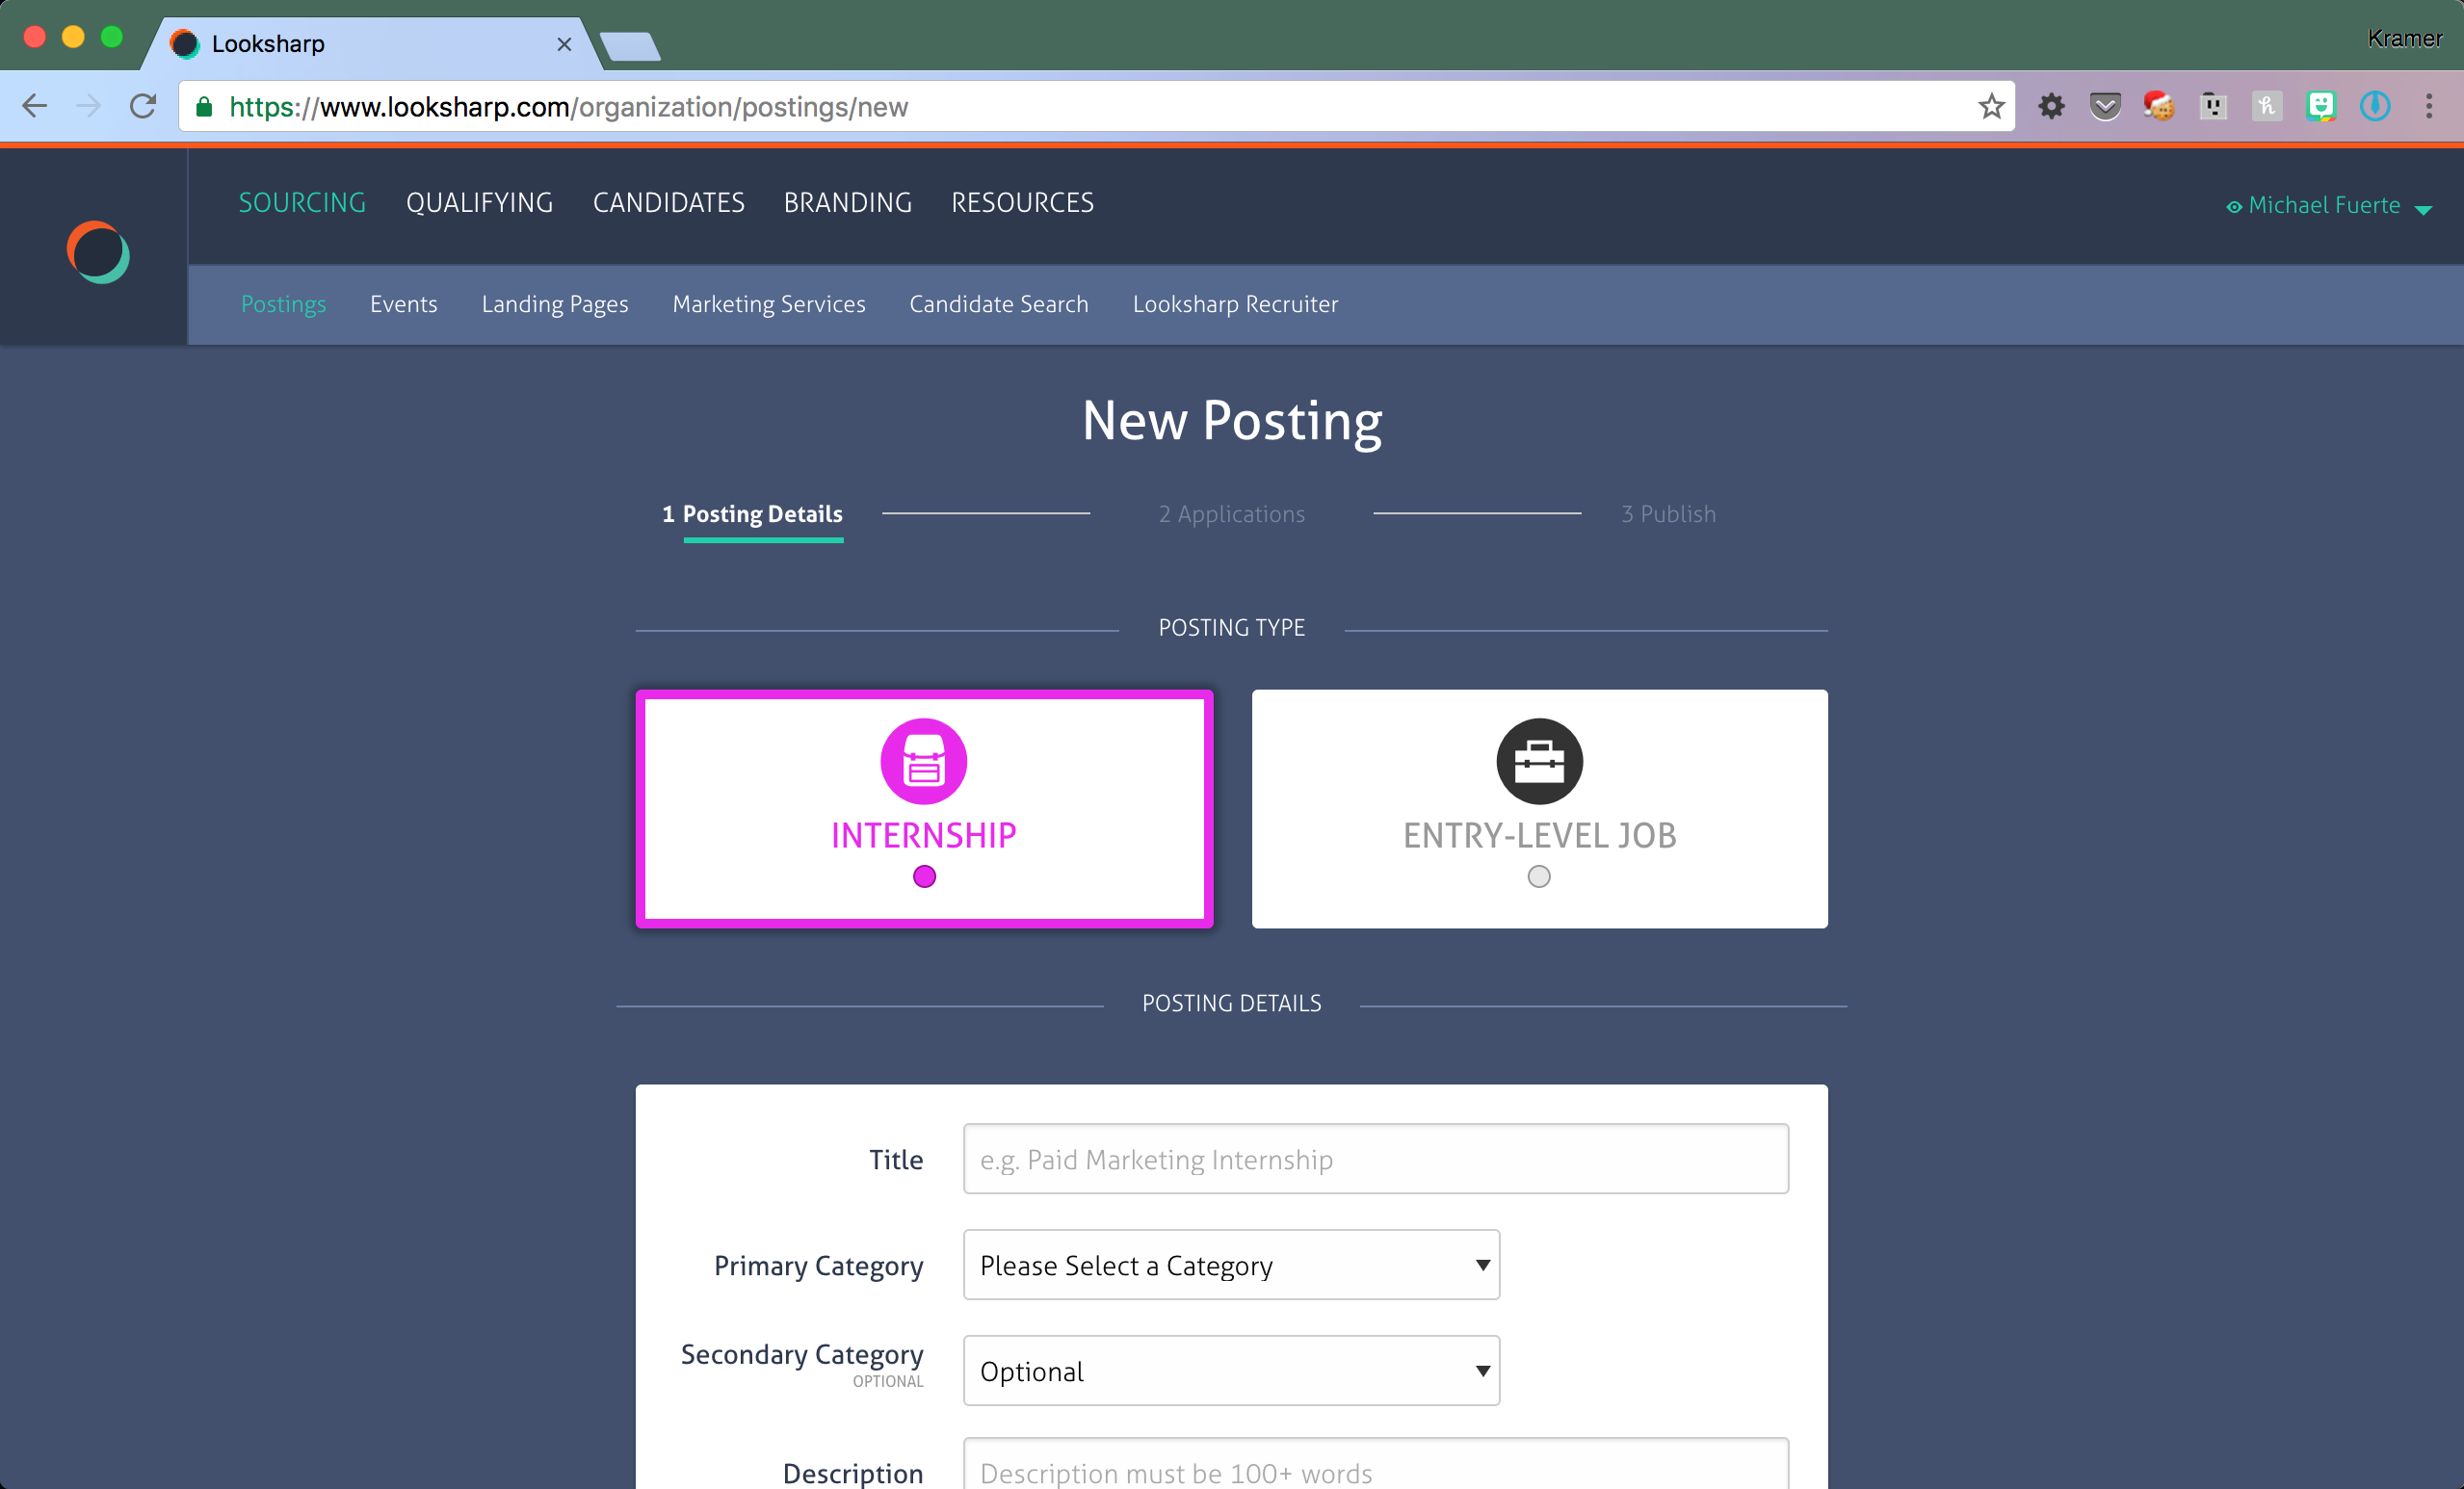 Looksharp
Kramer
https://www.looksharp.com/organization/postings/new
SOURCING QUALIFYING CANDIDATES BRANDING RESOURCES
Michael Fuerte
Postings Events Landing Pages Marketing Services Candidate Search Looksharp Recruiter
New Posting
1 Posting Details 2 Applications 3 Publish
POSTING TYPE
INTERNSHIP ENTRY-LEVEL JOB
POSTING DETAILS
Title e.g. Paid Marketing Internship
Primary Category Please Select a Category
Secondary Category Optional
OPTIONAL
Description Description must be 100+ words